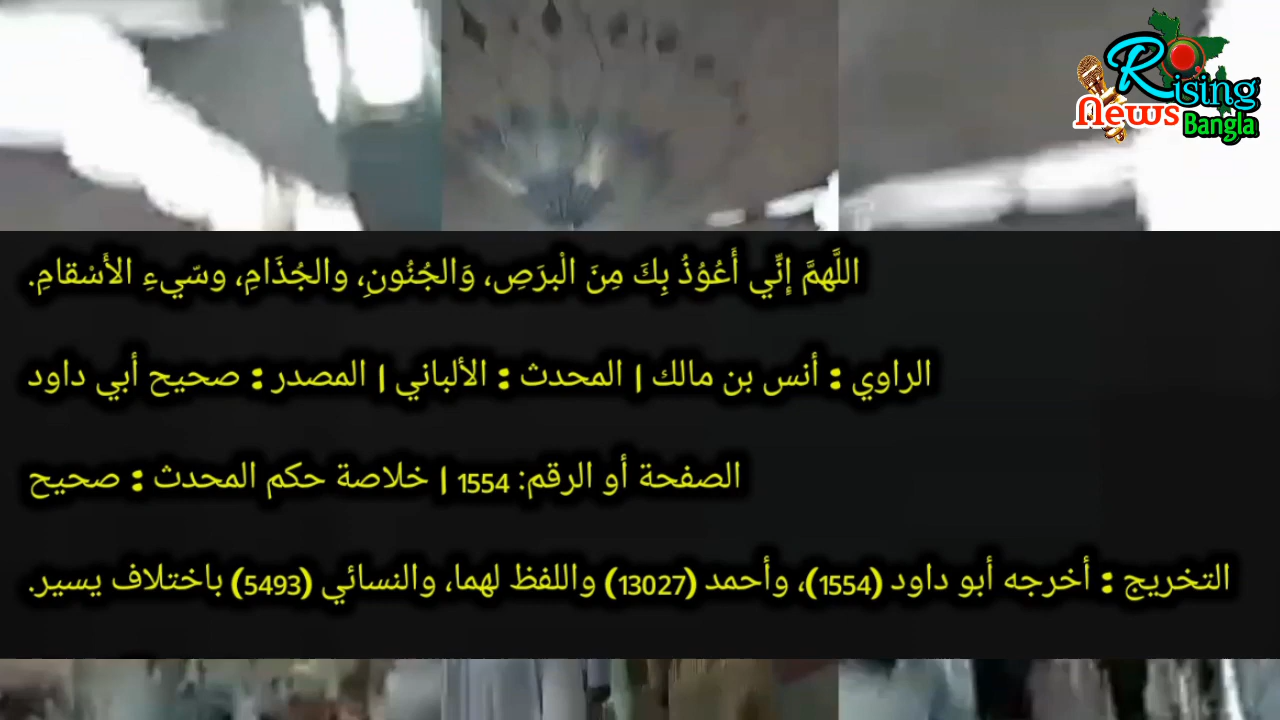 Rising
News Bangla
اللَّهمَّ إنِّي أَعُوْذُ بِكَ مِنَ الْبرَصِ، وَالجُنُونِ، والجُذَامِ، وسّيءِ الأسْقامِ.
الراوي : أنس بن مالك | المحدث : الألباني | المصدر : صحيح أبي داود
الصفحة أو الرقم: 1554 | خلاصة حكم المحدث : صحيح
التخريج : أخرجه أبو داود (1554)، وأحمد (13027) واللفظ لهما، والنسائي (5493) باختلاف يسير.